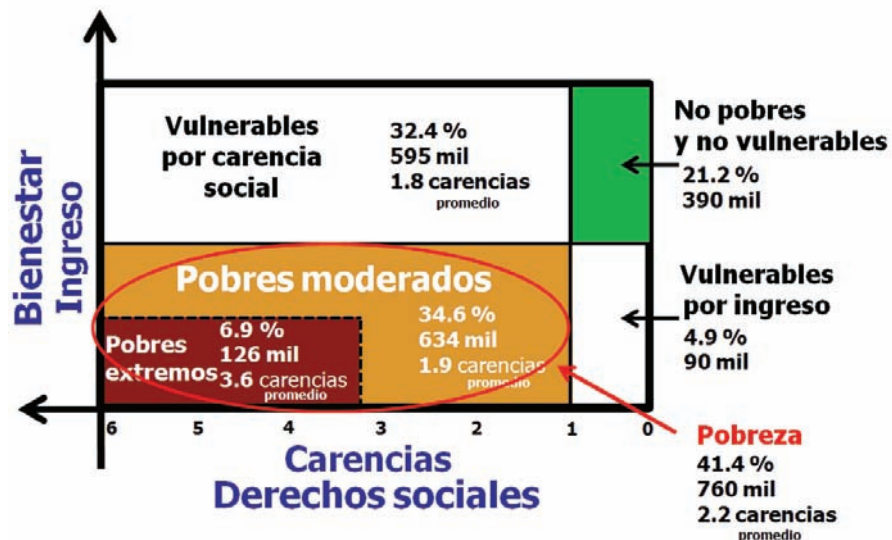 Bienestar
Ingreso
Vulnerables
por carencia
social
32.4 %
595 mil
1.8 carencias
promedio
No pobres
y no vulnerables
21.2 %
390 mil
Pobres moderados
34.6 %
634 mil
1.9 carencias
promedio
Pobres
extremos
6.9 %
126 mil
3.6 carencias
promedio
Vulnerables
por ingreso
4.9 %
90 mil
6 5 4 3 2 1 0
Carencias
Derechos sociales
Pobreza
41.4 %
760 mil
2.2 carencias
promedio